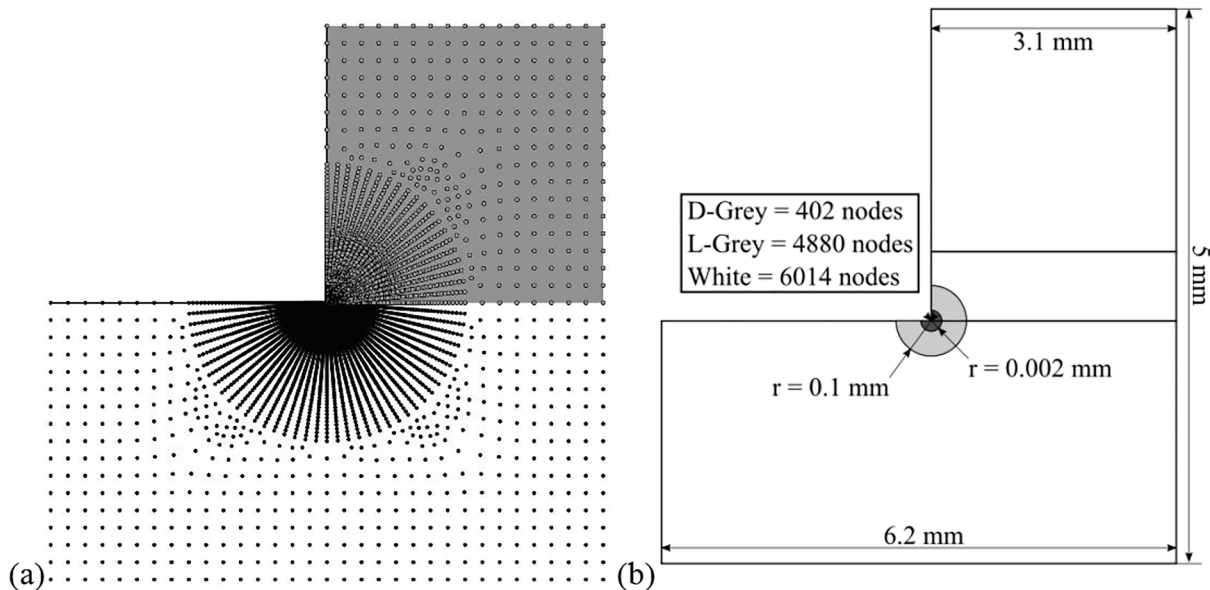 3.1 mm
D-Grey = 402 nodes
L-Grey = 4880 nodes
White = 6014 nodes
5 mm
r = 0.002 mm
r = 0.1 mm
6.2 mm
(a)
(b)